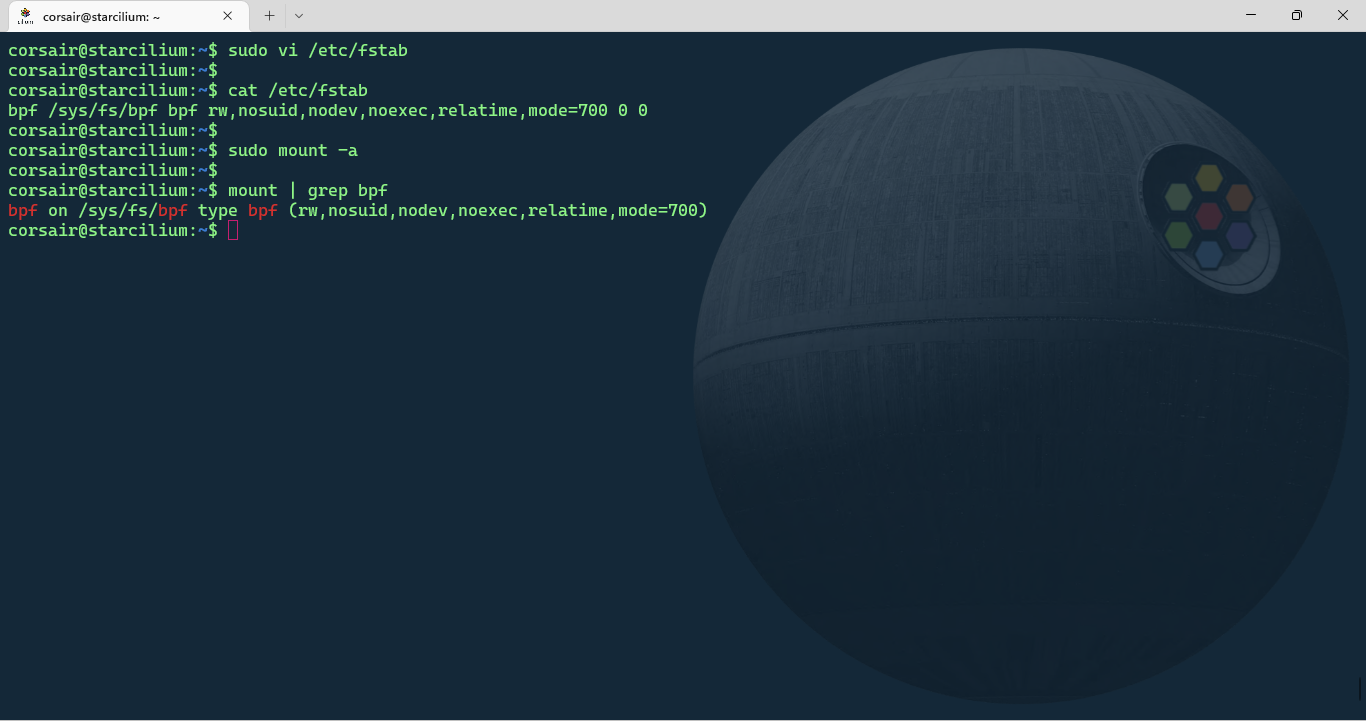 corsair@starcilium: ~
corsair@starcilium:~$ sudo vi /etc/fstab
corsair@starcilium:~$
corsair@starcilium:~$ cat /etc/fstab
bpf /sys/fs/bpf bpf rw,nosuid,nodev,noexec,relatime,mode=700 0 0
corsair@starcilium:~$
corsair@starcilium:~$ sudo mount -a
corsair@starcilium:~$
corsair@starcilium:~$ mount | grep bpf
bpf on /sys/fs/bpf type bpf (rw,nosuid,nodev,noexec,relatime,mode=700)
corsair@starcilium:~$